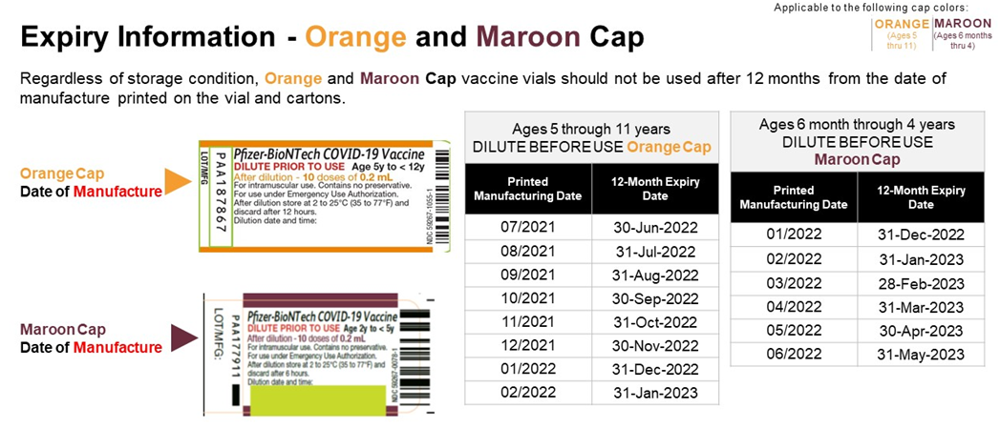 Applicable to the following cap colors:
ORANGE MAROON
(Ages 5 (Ages 6 months
thru 11) thru 4)
Expiry Information - Orange and Maroon Cap
Regardless of storage condition, Orange and Maroon Cap vaccine vials should not be used after 12 months from the date of
manufacture printed on the vial and cartons.
Orange Cap
Date of Manufacture
LOT/MFG
PAA187867
Pfizer-BioNTech COVID-19 Vaccine
DILUTE PRIOR TO USE Age 5y to < 12y
After dilution - 10 doses of 0.2 mL
For intramuscular use. Contains no preservative.
For use under Emergency Use Authorization.
After dilution store at 2 to 25°C (35 to 77°F) and
discard after 12 hours.
Dilution date and time:
NDC 59267-1055-1
Maroon Cap
Date of Manufacture
LOT/MFG:
PAA177911
Pfizer-BioNTech COVID-19 Vaccine
DILUTE PRIOR TO USE Age 2y to < 5y
After dilution - 10 doses of 0.2 mL
For intramuscular use. Contains no preservative.
For use under Emergency Use Authorization.
After dilution store at 2 to 25°C (35 to 77°F) and
discard after 6 hours.
Dilution date and time:
NDC 59267-0078-1
Ages 5 through 11 years
DILUTE BEFORE USE Orange Cap
Printed 12-Month Expiry
Manufacturing Date Date
07/2021 30-Jun-2022
08/2021 31-Jul-2022
09/2021 31-Aug-2022
10/2021 30-Sep-2022
11/2021 31-Oct-2022
12/2021 30-Nov-2022
01/2022 31-Dec-2022
02/2022 31-Jan-2023
Ages 6 month through 4 years
DILUTE BEFORE USE
Maroon Cap
Printed 12-Month Expiry
Manufacturing Date Date
01/2022 31-Dec-2022
02/2022 31-Jan-2023
03/2022 28-Feb-2023
04/2022 31-Mar-2023
05/2022 30-Apr-2023
06/2022 31-May-2023